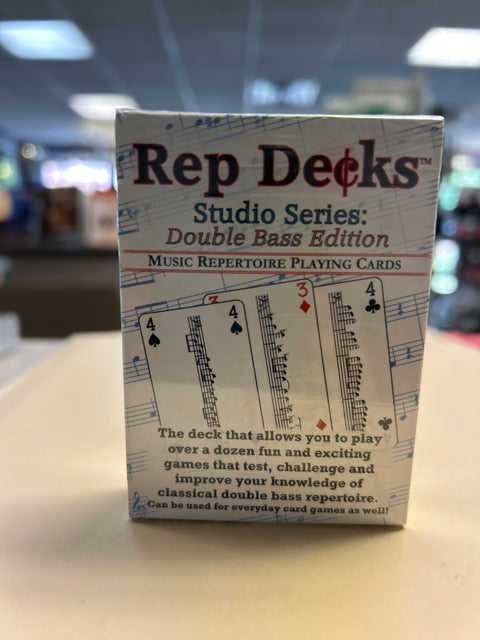 Rep Decks™
Studio Series:
Double Bass Edition
Music Repertoire Playing Cards
3 3 4
4 4
The deck that allows you to play
over a dozen fun and exciting
games that test, challenge and
improve your knowledge of
classical double bass repertoire.
Can be used for everyday card games as well!